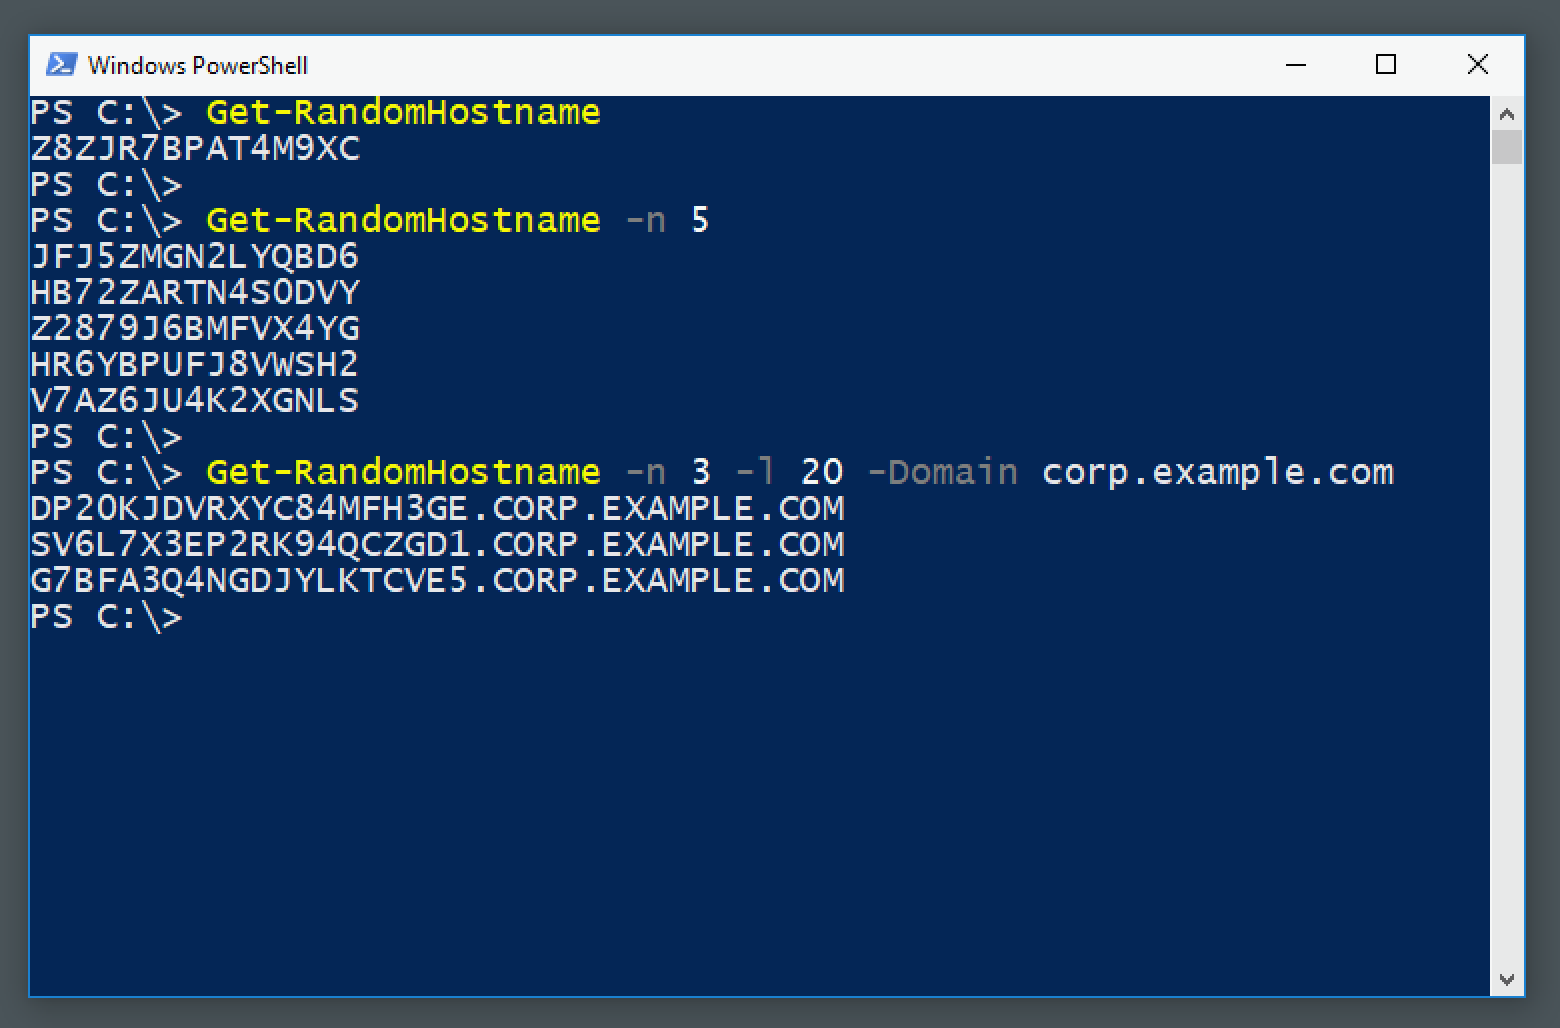 Windows PowerShell
PS C:\> Get-RandomHostname
Z8ZJR7BPAT4M9XC
PS C:\>
PS C:\> Get-RandomHostname -n 5
JFJ5ZMGN2LYQBD6
HB72ZARTN4S0DVY
Z2879J6BMFVX4YG
HR6YBPUFJ8VWSH2
V7AZ6JU4K2XGNLS
PS C:\>
PS C:\> Get-RandomHostname -n 3 -l 20 -Domain corp.example.com
DP20KJDVRXYC84MFH3GE.CORP.EXAMPLE.COM
SV6L7X3EP2RK94QCZGD1.CORP.EXAMPLE.COM
G7BFA3Q4NGDJYLKTCVE5.CORP.EXAMPLE.COM
PS C:\>